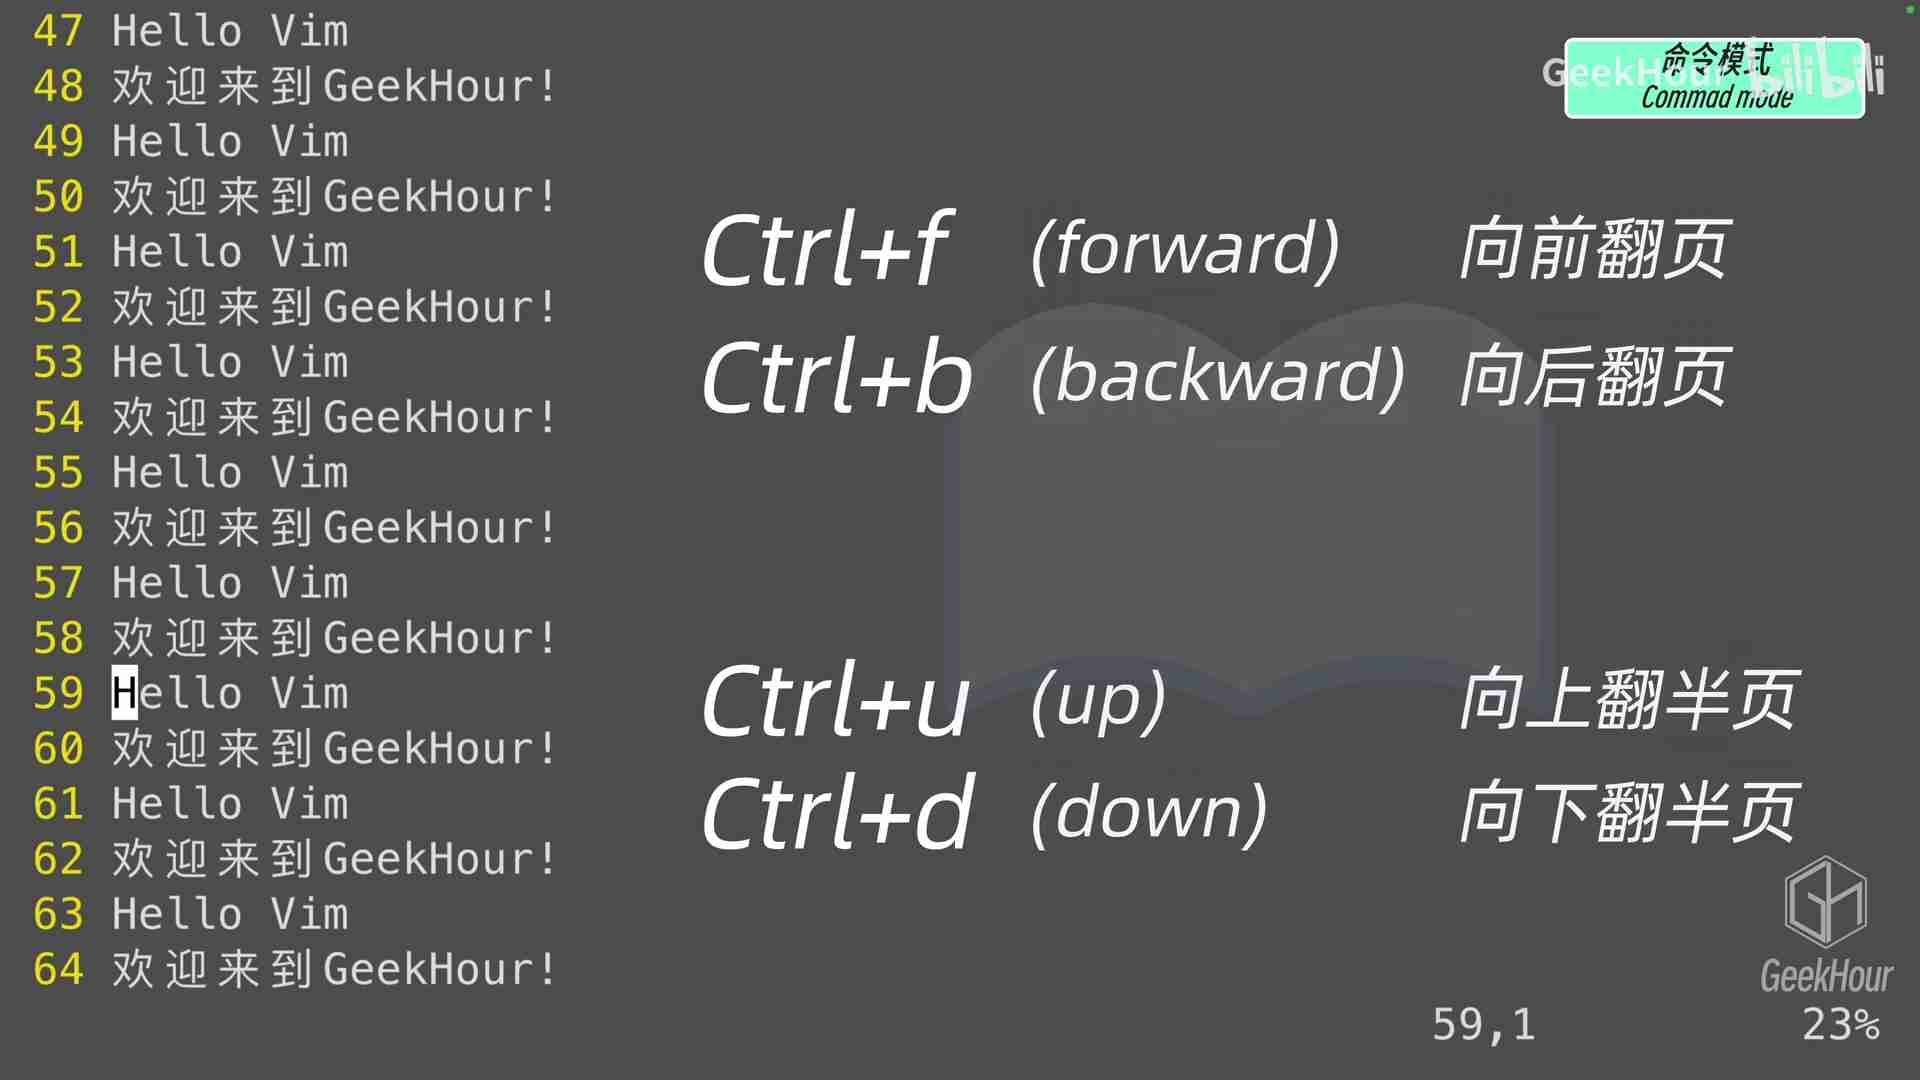 47 Hello Vim
48 欢迎来到GeekHour!
49 Hello Vim
50 欢迎来到GeekHour!
51 Hello Vim
52 欢迎来到GeekHour!
53 Hello Vim
54 欢迎来到GeekHour!
55 Hello Vim
56 欢迎来到GeekHour!
57 Hello Vim
58 欢迎来到GeekHour!
59 Hello Vim
60 欢迎来到GeekHour!
61 Hello Vim
62 欢迎来到GeekHour!
63 Hello Vim
64 欢迎来到GeekHour!
命令模式
Commad mode
GeekHour bilibili
Ctrl+f (forward) 向前翻页
Ctrl+b (backward) 向后翻页
Ctrl+u (up) 向上翻半页
Ctrl+d (down) 向下翻半页
GeekHour
59,1 23%